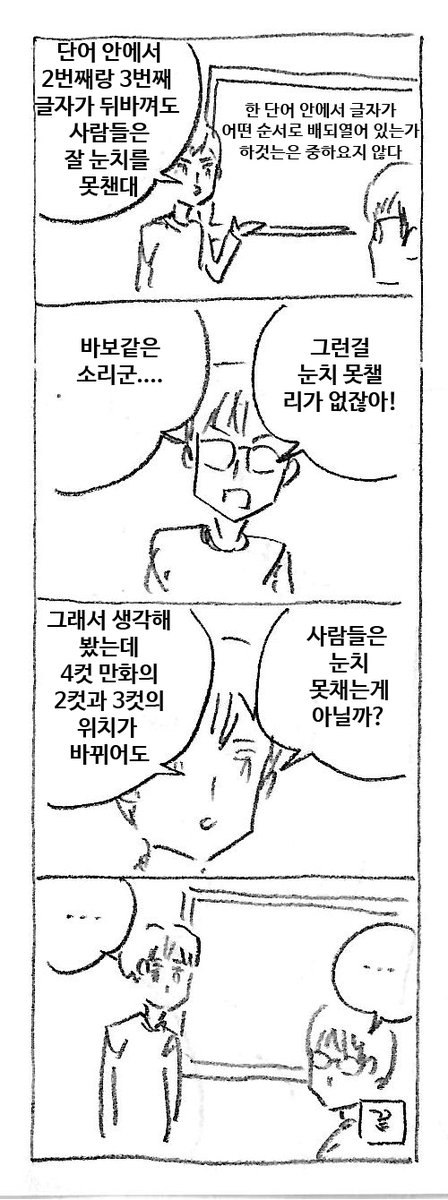 단어 안에서
2번째랑 3번째
글자가 뒤바껴도
사람들은
잘 눈치를
못챈대
한 단어 안에서 글자가
어떤 순서로 배되열어 있는가
하것는은 중하요지 않다
바보같은
소리군....
그런걸
눈치 못챌
리가 없잖아!
그래서 생각해
봤는데
4컷 만화의
2컷과 3컷의
위치가
바뀌어도
사람들은
눈치
못채는게
아닐까?
...
...
끝